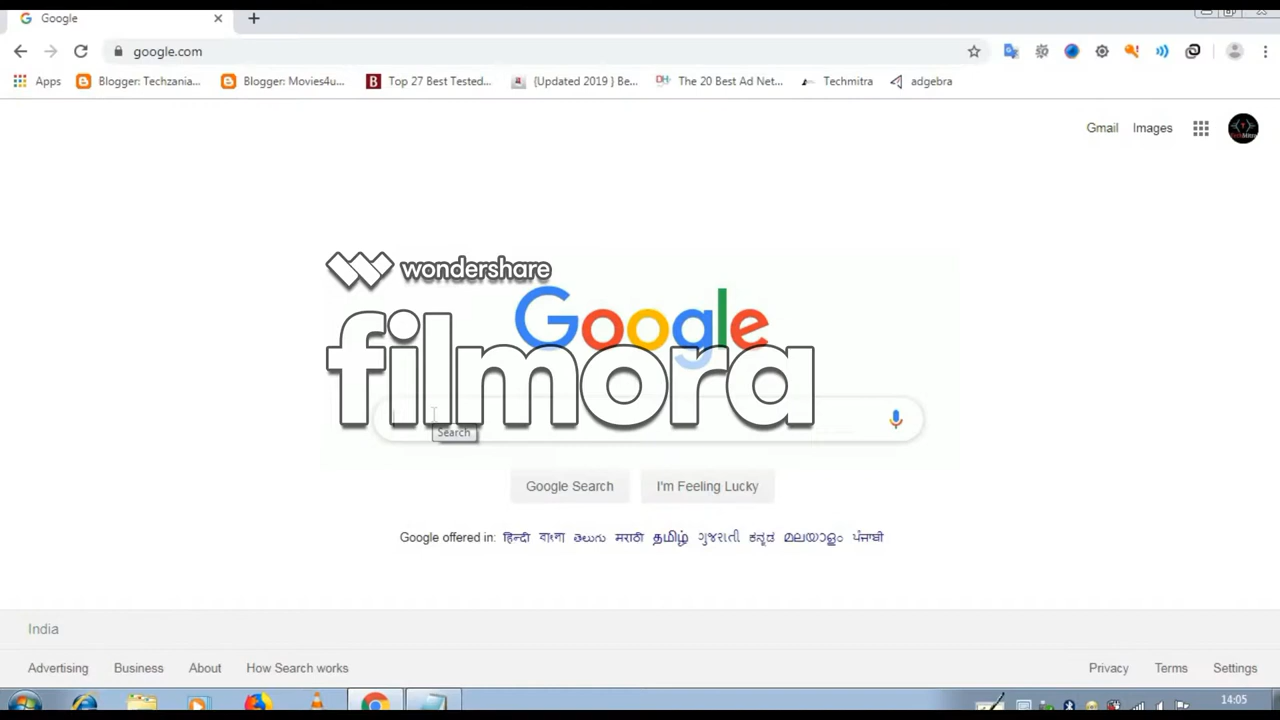 Google
google.com
Apps Blogger: Techzania... Blogger: Movies4u... Top 27 Best Tested... (Updated 2019 ) Be... The 20 Best Ad Net... Techmitra adgebra
Gmail Images
wondershare
Google
filmora
Search
Google Search I'm Feeling Lucky
Google offered in: हिन्दी বাংলা తెలుగు मराठी தமிழ் ગુજરાતી ಕನ್ನಡ മലയാളം ਪੰਜਾਬੀ
India
Advertising Business About How Search works Privacy Terms Settings
14:05